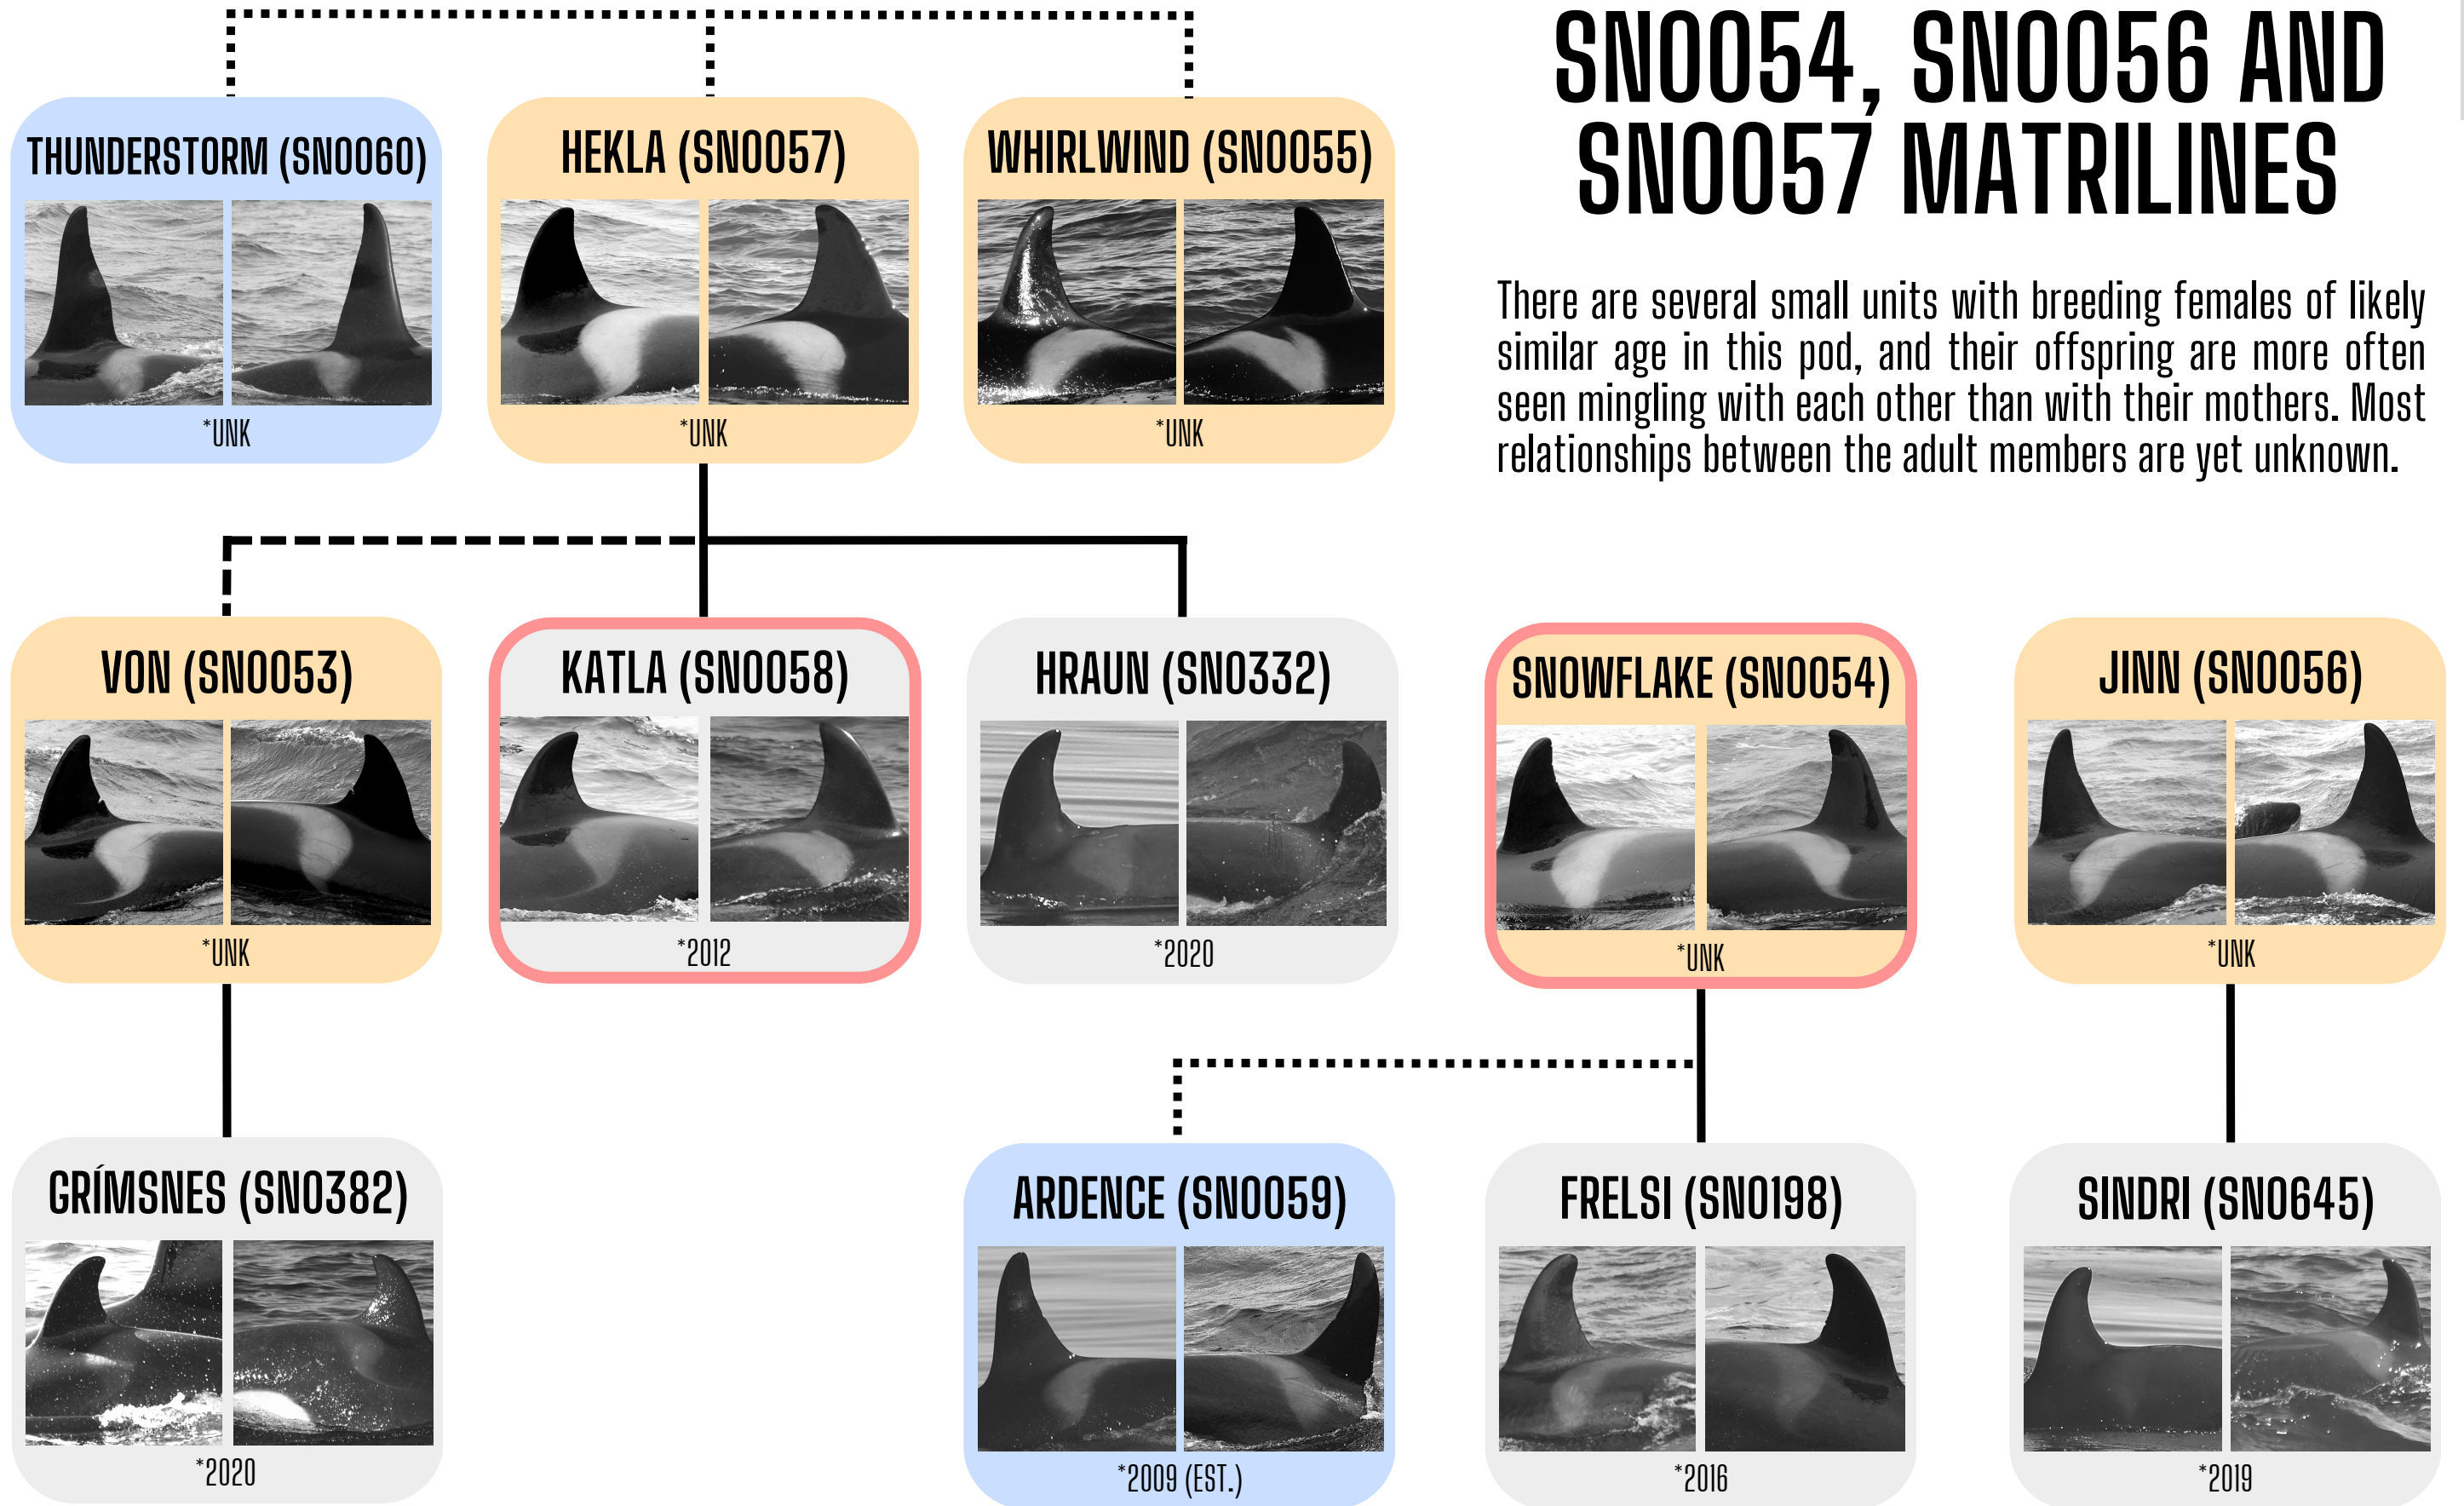 SN0054, SN0056 AND
SN0057 MATRILINES
There are several small units with breeding females of likely
similar age in this pod, and their offspring are more often
seen mingling with each other than with their mothers. Most
relationships between the adult members are yet unknown.
THUNDERSTORM (SN0060)
*UNK
HEKLA (SN0057)
*UNK
WHIRLWIND (SN0055)
*UNK
VON (SN0053)
*UNK
KATLA (SN0058)
*2012
HRAUN (SN0332)
*2020
SNOWFLAKE (SN0054)
*UNK
JINN (SN0056)
*UNK
GRÍMSNES (SN0382)
*2020
ARDENCE (SN0059)
*2009 (EST.)
FRELSI (SN0198)
*2016
SINDRI (SN0645)
*2019